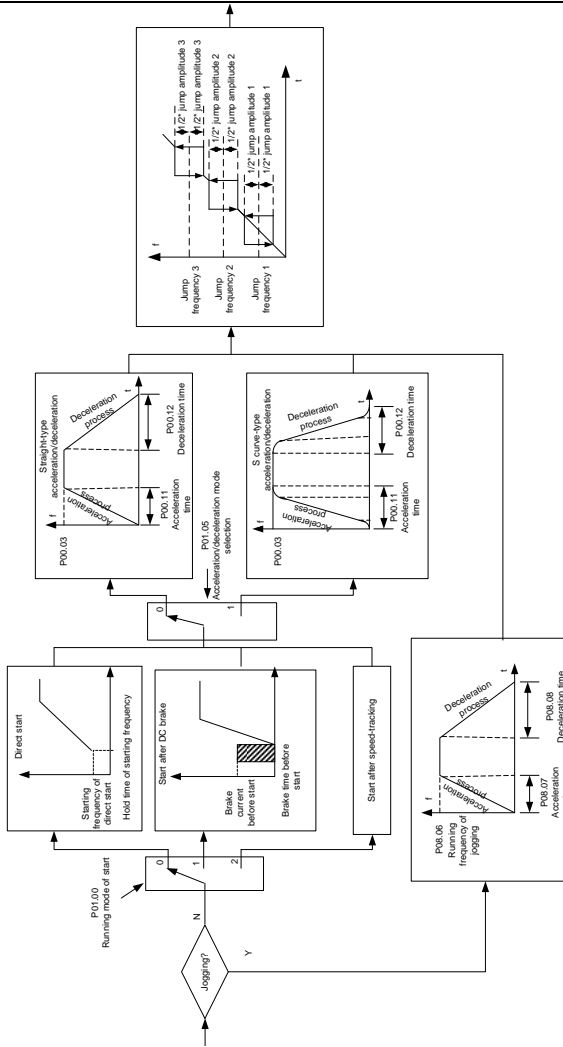 Jogging?
N
Y
P01.00
Running mode of start
0
1
2
Direct start
Starting
frequency of
direct start
Hold time of starting frequency
Start after DC brake
Brake
current
before start
Brake time before
start
Start after speed-tracking
P01.05
Acceleration/deceleration mode
selection
0
1
Straight-type
acceleration/deceleration
f
P00.03
Acceleration
process
Deceleration
process
t
P00.11
Acceleration
time
P00.12
Deceleration time
S curve-type
acceleration/deceleration
f
P00.03
Acceleration
process
Deceleration
process
t
P00.11
Acceleration
time
P00.12
Deceleration time
f
P08.06
Running
frequency of
jogging
Acceleration
process
Deceleration
process
t
P08.07
Acceleration
P08.08
Deceleration time
f
Jump
frequency 3
Jump
frequency 2
Jump
frequency 1
1/2* jump amplitude 3
1/2* jump amplitude 3
1/2* jump amplitude 2
1/2* jump amplitude 2
1/2* jump amplitude 1
1/2* jump amplitude 1
t